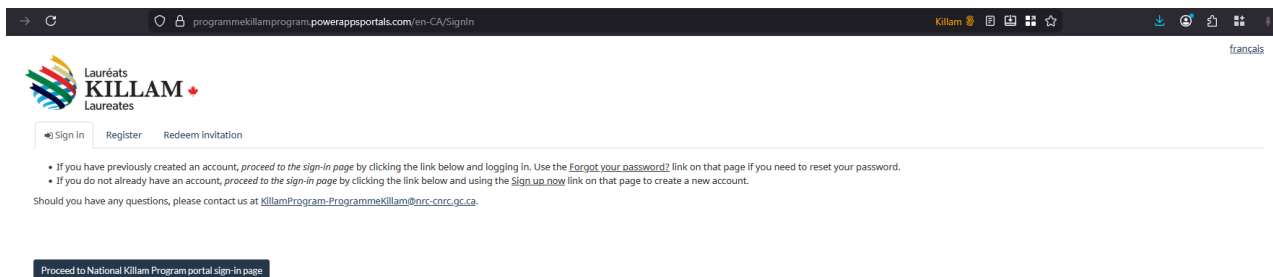 programmekillamprogram.powerappsportals.com/en-CA/SignIn
Killam
français
Lauréats
KILLAM
Laureates
Sign in Register Redeem invitation
• If you have previously created an account, proceed to the sign-in page by clicking the link below and logging in. Use the Forgot your password? link on that page if you need to reset your password.
• If you do not already have an account, proceed to the sign-in page by clicking the link below and using the Sign up now link on that page to create a new account.
Should you have any questions, please contact us at KillamProgram-ProgrammeKillam@nrc-cnrc.gc.ca.
Proceed to National Killam Program portal sign-in page